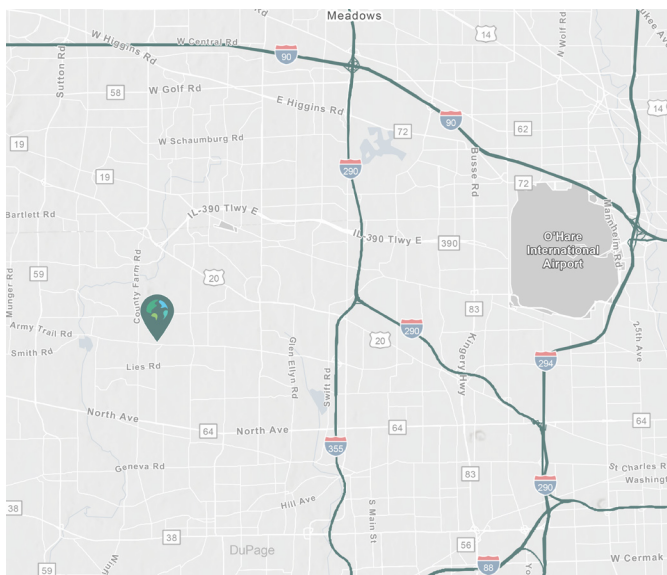 Meadows
W Higgins Rd
W Central Rd
90
14
N Wolf Rd
Sutton Rd
58
W Golf Rd
E Higgins Rd
90
14
72
62
W Schaumburg Rd
19
19
290
Busse Rd
72
Bartlett Rd
IL-390 Tlwy E
IL-390 Tlwy E
390
Mannheim Rd
O'Hare
International
Airport
59
Munger Rd
County Farm Rd
20
83
Army Trail Rd
Smith Rd
Lies Rd
Glen Ellyn Rd
Swift Rd
20
290
Kingery Hwy
294
25th Ave
North Ave
64
North Ave
64
64
355
Geneva Rd
83
290
St Charles R
Washing
38
Hill Ave
S Main St
38
DuPage
56
59
Winf
88
Yo
W Cermak